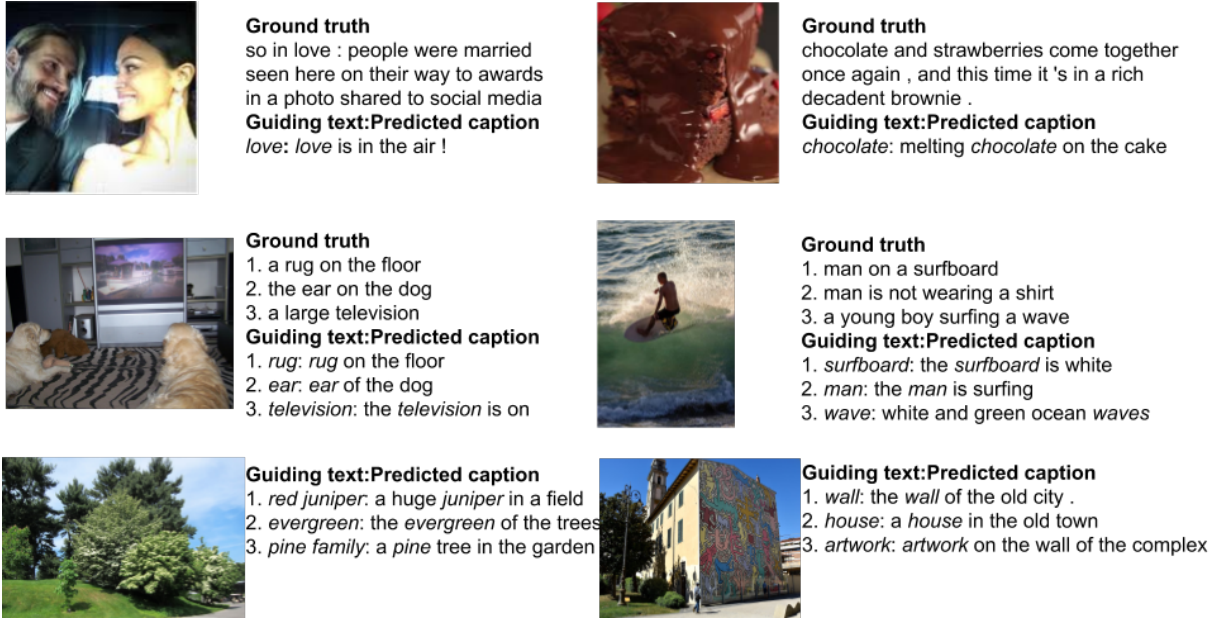 Ground truth
so in love : people were married
seen here on their way to awards
in a photo shared to social media
Guiding text:Predicted caption
love: love is in the air !
Ground truth
chocolate and strawberries come together
once again , and this time it 's in a rich
decadent brownie .
Guiding text:Predicted caption
chocolate: melting chocolate on the cake
Ground truth
1. a rug on the floor
2. the ear on the dog
3. a large television
Guiding text:Predicted caption
1. rug: rug on the floor
2. ear: ear of the dog
3. television: the television is on
Ground truth
1. man on a surfboard
2. man is not wearing a shirt
3. a young boy surfing a wave
Guiding text:Predicted caption
1. surfboard: the surfboard is white
2. man: the man is surfing
3. wave: white and green ocean waves
Guiding text:Predicted caption
1. red juniper: a huge juniper in a field
2. evergreen: the evergreen of the trees
3. pine family: a pine tree in the garden
Guiding text:Predicted caption
1. wall: the wall of the old city .
2. house: a house in the old town
3. artwork: artwork on the wall of the complex